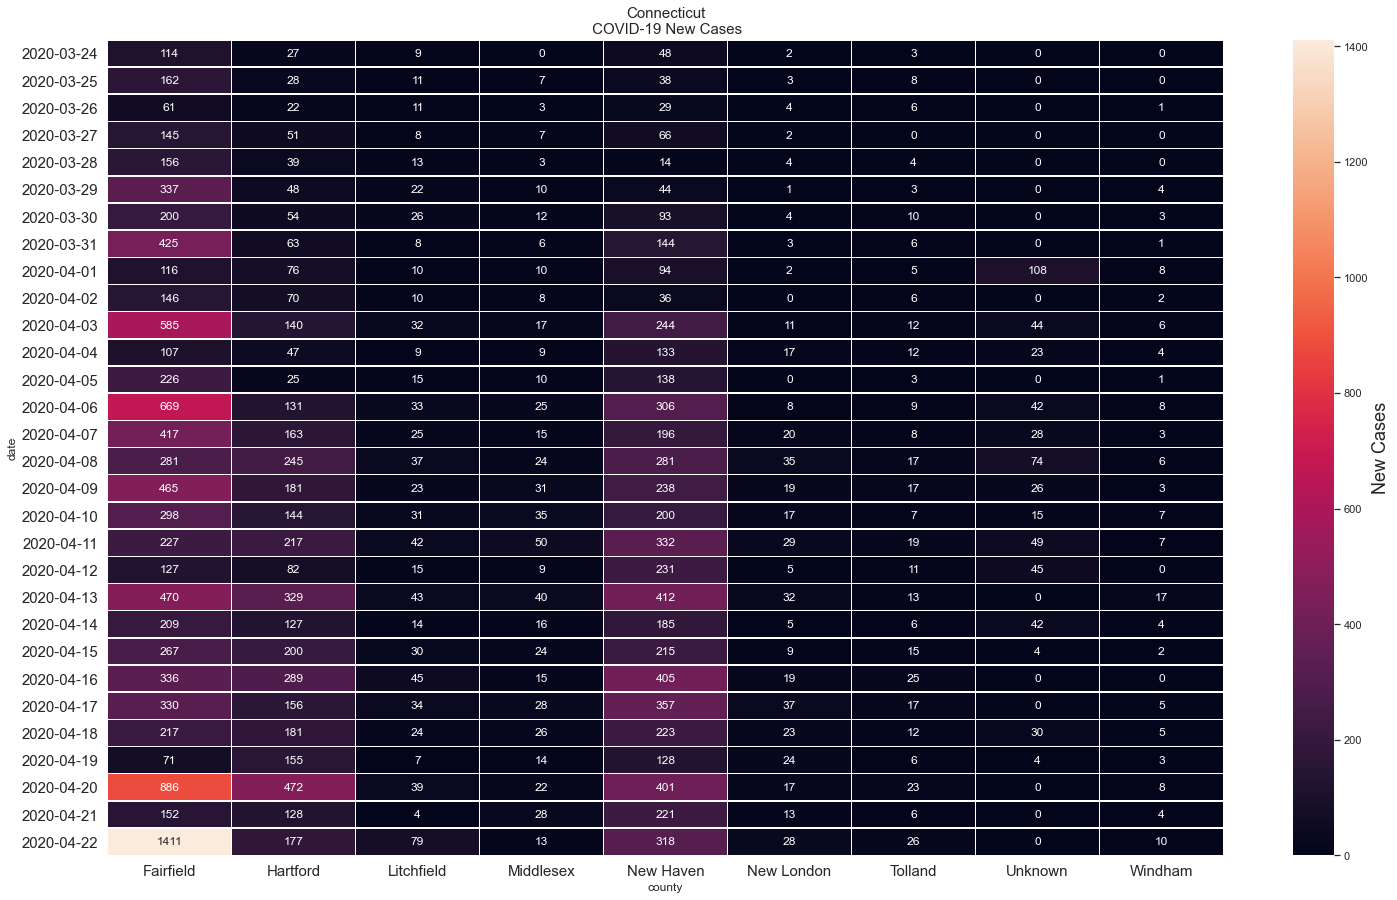 Connecticut
COVID-19 New Cases
2020-03-24 114 27 9 0 48 2 3 0 0
2020-03-25 162 28 11 7 38 3 8 0 0
2020-03-26 61 22 11 3 29 4 6 0 1
2020-03-27 145 51 8 7 66 2 0 0 0
2020-03-28 156 39 13 3 14 4 4 0 0
2020-03-29 337 48 22 10 44 1 3 0 4
2020-03-30 200 54 26 12 93 4 10 0 3
2020-03-31 425 63 8 6 144 3 6 0 1
2020-04-01 116 76 10 10 94 2 5 108 8
2020-04-02 146 70 10 8 36 0 6 0 2
2020-04-03 585 140 32 17 244 11 12 44 6
2020-04-04 107 47 9 9 133 17 12 23 4
2020-04-05 226 25 15 10 138 0 3 0 1
2020-04-06 669 131 33 25 306 8 9 42 8
2020-04-07 417 163 25 15 196 20 8 28 3
2020-04-08 281 245 37 24 281 35 17 74 6
2020-04-09 465 181 23 31 238 19 17 26 3
2020-04-10 298 144 31 35 200 17 7 15 7
2020-04-11 227 217 42 50 332 29 19 49 7
2020-04-12 127 82 15 9 231 5 11 45 0
2020-04-13 470 329 43 40 412 32 13 0 17
2020-04-14 209 127 14 16 185 5 6 42 4
2020-04-15 267 200 30 24 215 9 15 4 2
2020-04-16 336 289 45 15 405 19 25 0 0
2020-04-17 330 156 34 28 357 37 17 0 5
2020-04-18 217 181 24 26 223 23 12 30 5
2020-04-19 71 155 7 14 128 24 6 4 3
2020-04-20 886 472 39 22 401 17 23 0 8
2020-04-21 152 128 4 28 221 13 6 0 4
2020-04-22 1411 177 79 13 318 28 26 0 10
Fairfield Hartford Litchfield Middlesex New Haven New London Tolland Unknown Windham
county
date
1400
1200
1000
800
600
400
200
0
New Cases